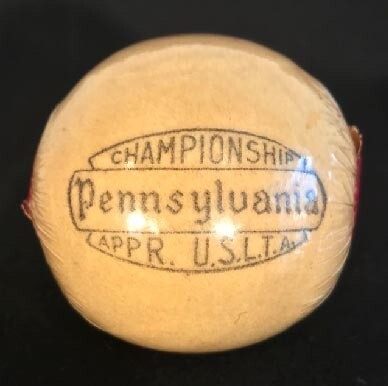 CHAMPIONSHIP
Pennsylvania
APPR. U.S.L.T.A.